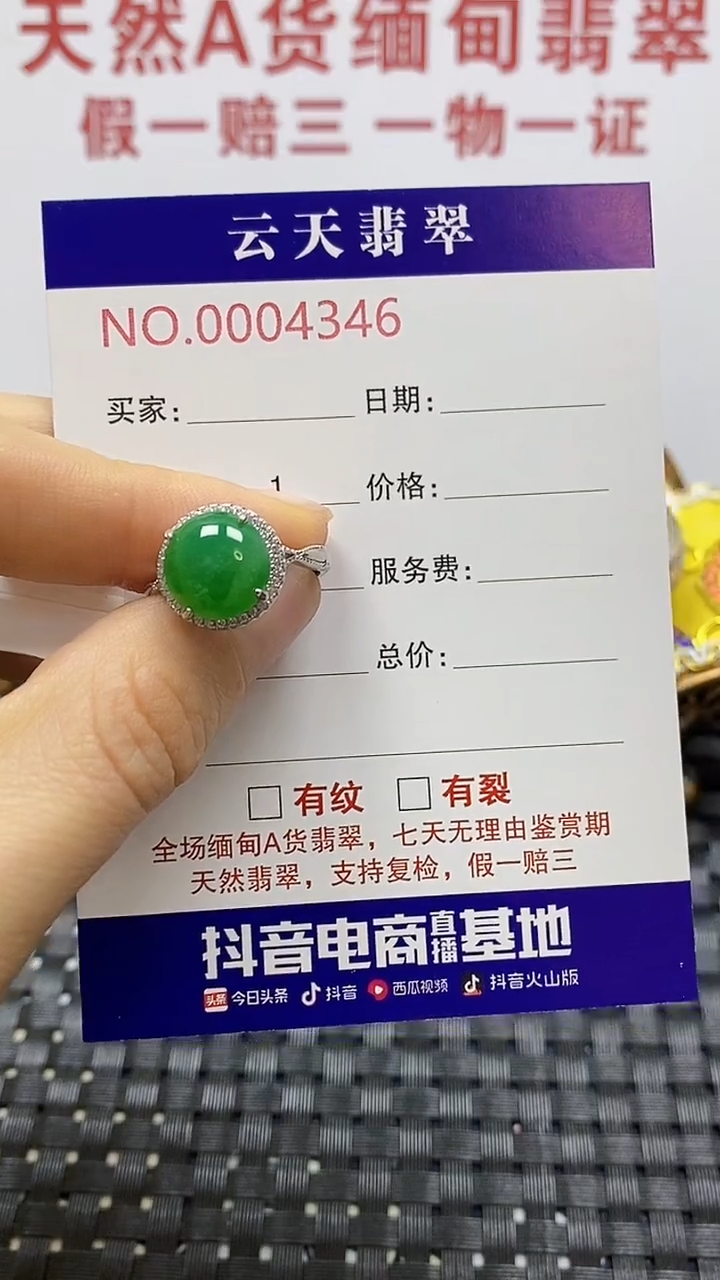 天然A货缅甸翡翠
假一赔三 一物一证
云天翡翠
NO.0004346
买家: 日期:
1 价格:
服务费:
总价:
有纹 有裂
全场缅甸A货翡翠，七天无理由鉴赏期
天然翡翠，支持复检，假一赔三
抖音电商直播基地
头条 今日头条 抖音 西瓜视频 抖音火山版